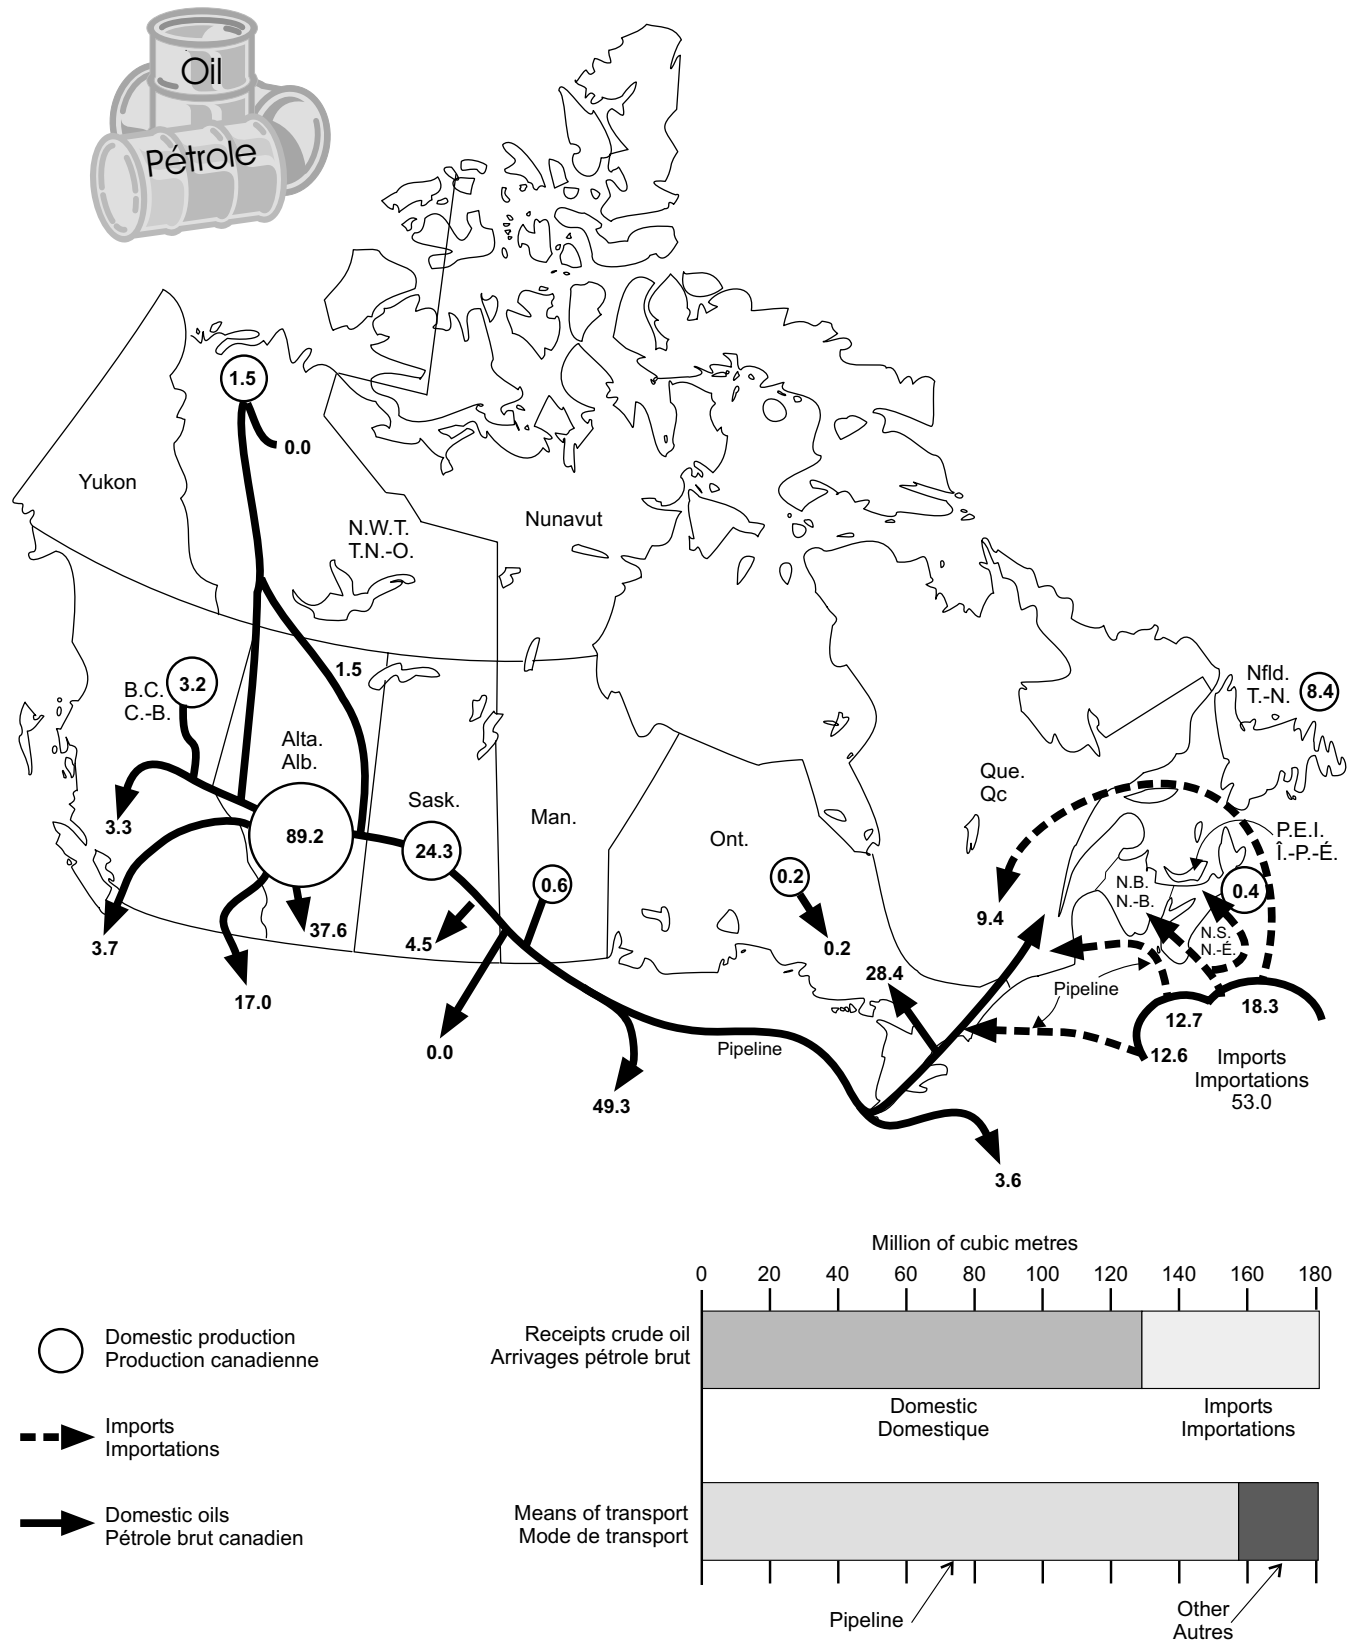 Oil
Pétrole
1.5
0.0
Yukon
N.W.T.
T.N.-O.
Nunavut
1.5
B.C.
C.-B.
3.2
Nfld.
T.-N.
8.4
Alta.
Alb.
Que.
Qc
Sask.
Man.
Ont.
3.3
89.2
24.3
P.E.I.
Î.-P.-É.
0.6
0.2
N.B.
N.-B.
0.4
9.4
3.7
37.6
4.5
0.2
N.S.
N.-É.
28.4
17.0
Pipeline
18.3
12.7
0.0
Pipeline
12.6
Imports
Importations
53.0
49.3
3.6
Million of cubic metres
0 20 40 60 80 100 120 140 160 180
Domestic production
Production canadienne
Receipts crude oil
Arrivages pétrole brut
Domestic
Domestique
Imports
Importations
Imports
Importations
Domestic oils
Pétrole brut canadien
Means of transport
Mode de transport
Pipeline
Other
Autres